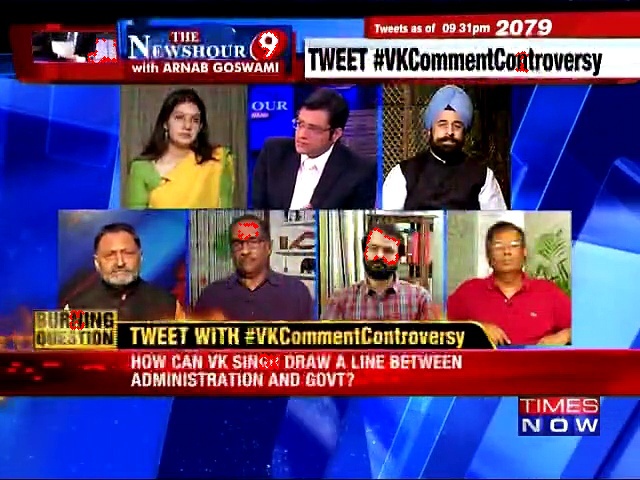 THE
NEWSHOUR 9
WITH ARNAB GOSWAMI
Tweets as of 09:31pm 2079
TWEET #VKCommentControversy
OUR
BURNING
QUESTION
TWEET WITH #VKCommentControversy
HOW CAN VK SINGH DRAW A LINE BETWEEN
ADMINISTRATION AND GOVT?
TIMES
NOW